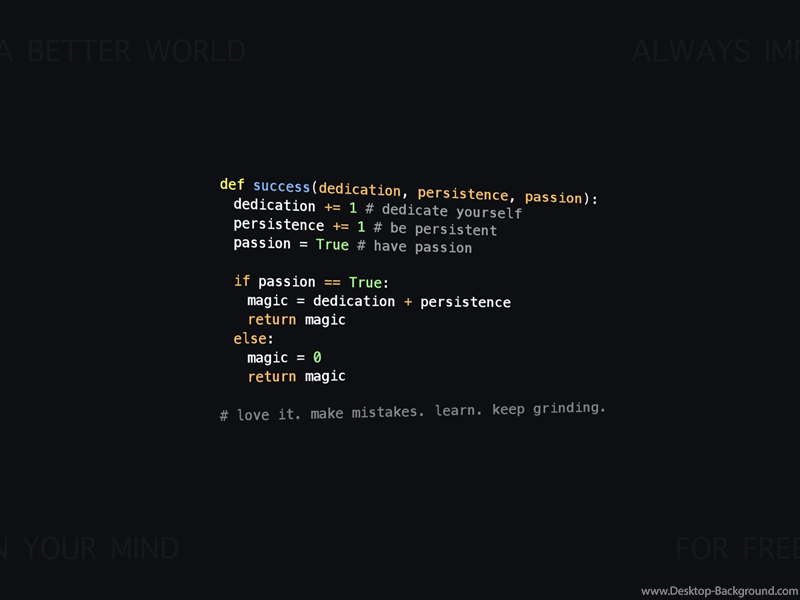 A BETTER WORLD
ALWAYS IMP
def success(dedication, persistence, passion):
  dedication += 1 # dedicate yourself
  persistence += 1 # be persistent
  passion = True # have passion

  if passion == True:
    magic = dedication + persistence
    return magic
  else:
    magic = 0
    return magic

# love it. make mistakes. learn. keep grinding.
N YOUR MIND
FOR FREE
www.Desktop-Background.com